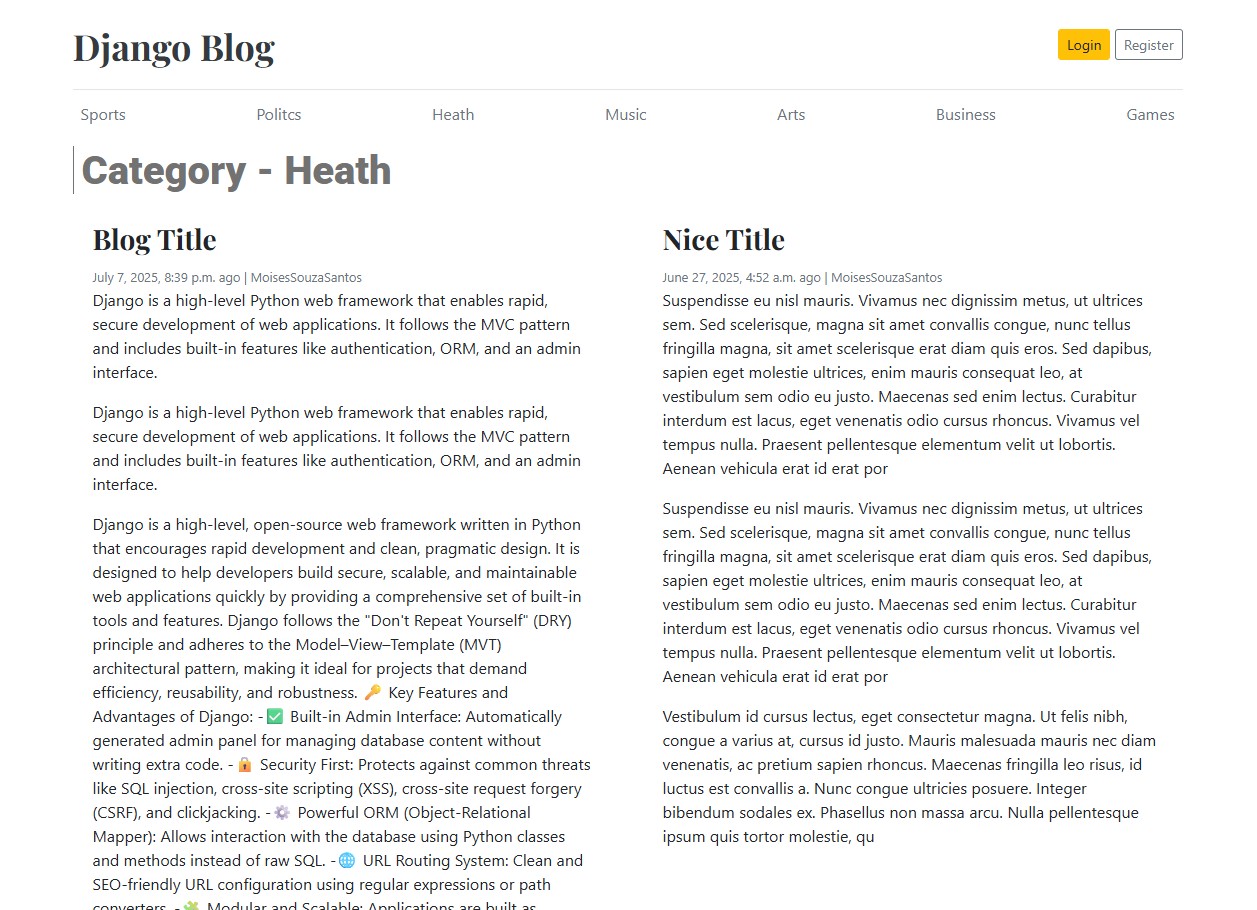 Django Blog
Login
Register
Sports
Politcs
Heath
Music
Arts
Business
Games
Category - Heath
Blog Title
July 7, 2025, 8:39 p.m. ago | MoisesSouzaSantos
Django is a high-level Python web framework that enables rapid,
secure development of web applications. It follows the MVC pattern
and includes built-in features like authentication, ORM, and an admin
interface.
Django is a high-level Python web framework that enables rapid,
secure development of web applications. It follows the MVC pattern
and includes built-in features like authentication, ORM, and an admin
interface.
Django is a high-level, open-source web framework written in Python
that encourages rapid development and clean, pragmatic design. It is
designed to help developers build secure, scalable, and maintainable
web applications quickly by providing a comprehensive set of built-in
tools and features. Django follows the "Don't Repeat Yourself" (DRY)
principle and adheres to the Model–View–Template (MVT)
architectural pattern, making it ideal for projects that demand
efficiency, reusability, and robustness. 🔑 Key Features and
Advantages of Django: - ✅ Built-in Admin Interface: Automatically
generated admin panel for managing database content without
writing extra code. - 🔒 Security First: Protects against common threats
like SQL injection, cross-site scripting (XSS), cross-site request forgery
(CSRF), and clickjacking. - ⚙️ Powerful ORM (Object-Relational
Mapper): Allows interaction with the database using Python classes
and methods instead of raw SQL. - 🌐 URL Routing System: Clean and
SEO-friendly URL configuration using regular expressions or path
converters. - 🧩 Modular and Scalable: Applications are built as
Nice Title
June 27, 2025, 4:52 a.m. ago | MoisesSouzaSantos
Suspendisse eu nisl mauris. Vivamus nec dignissim metus, ut ultrices
sem. Sed scelerisque, magna sit amet convallis congue, nunc tellus
fringilla magna, sit amet scelerisque erat diam quis eros. Sed dapibus,
sapien eget molestie ultrices, enim mauris consequat leo, at
vestibulum sem odio eu justo. Maecenas sed enim lectus. Curabitur
interdum est lacus, eget venenatis odio cursus rhoncus. Vivamus vel
tempus nulla. Praesent pellentesque elementum velit ut lobortis.
Aenean vehicula erat id erat por
Suspendisse eu nisl mauris. Vivamus nec dignissim metus, ut ultrices
sem. Sed scelerisque, magna sit amet convallis congue, nunc tellus
fringilla magna, sit amet scelerisque erat diam quis eros. Sed dapibus,
sapien eget molestie ultrices, enim mauris consequat leo, at
vestibulum sem odio eu justo. Maecenas sed enim lectus. Curabitur
interdum est lacus, eget venenatis odio cursus rhoncus. Vivamus vel
tempus nulla. Praesent pellentesque elementum velit ut lobortis.
Aenean vehicula erat id erat por
Vestibulum id cursus lectus, eget consectetur magna. Ut felis nibh,
congue a varius at, cursus id justo. Mauris malesuada mauris nec diam
venenatis, ac pretium sapien rhoncus. Maecenas fringilla leo risus, id
luctus est convallis a. Nunc congue ultricies posuere. Integer
bibendum sodales ex. Phasellus non massa arcu. Nulla pellentesque
ipsum quis tortor molestie, qu